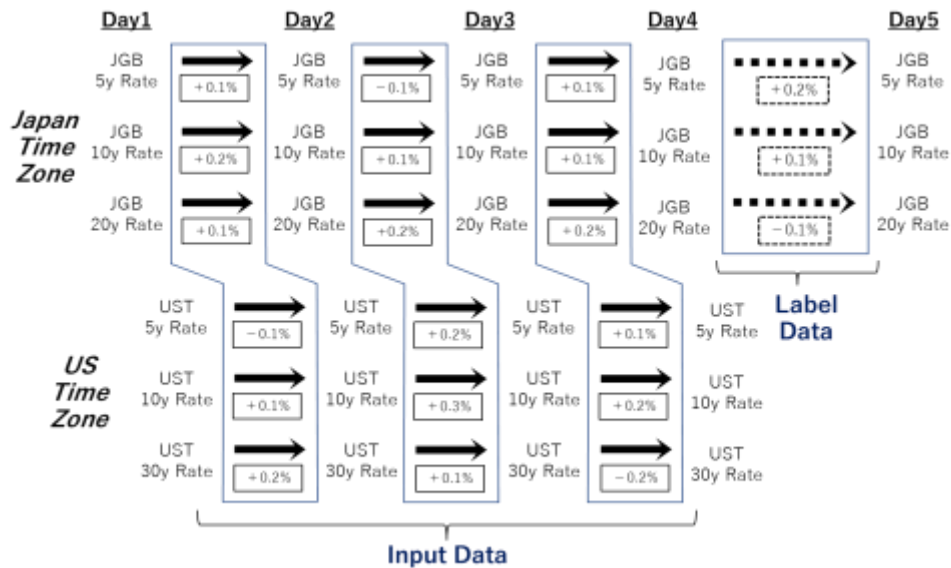 Day1 Day2 Day3 Day4 Day5
JGB JGB JGB JGB JGB
5y Rate 5y Rate 5y Rate 5y Rate 5y Rate
+0.1% −0.1% +0.1% +0.2%
Japan
Time
Zone
JGB JGB JGB JGB JGB
10y Rate 10y Rate 10y Rate 10y Rate 10y Rate
+0.2% +0.1% +0.1% +0.1%
JGB JGB JGB JGB JGB
20y Rate 20y Rate 20y Rate 20y Rate 20y Rate
+0.1% +0.2% +0.2% −0.1%
Label
Data
UST UST UST UST
5y Rate 5y Rate 5y Rate 5y Rate
−0.1% +0.2% +0.1%
US
Time
Zone
UST UST UST UST
10y Rate 10y Rate 10y Rate 10y Rate
+0.1% +0.3% +0.2%
UST UST UST UST
30y Rate 30y Rate 30y Rate 30y Rate
+0.2% +0.1% −0.2%
Input Data